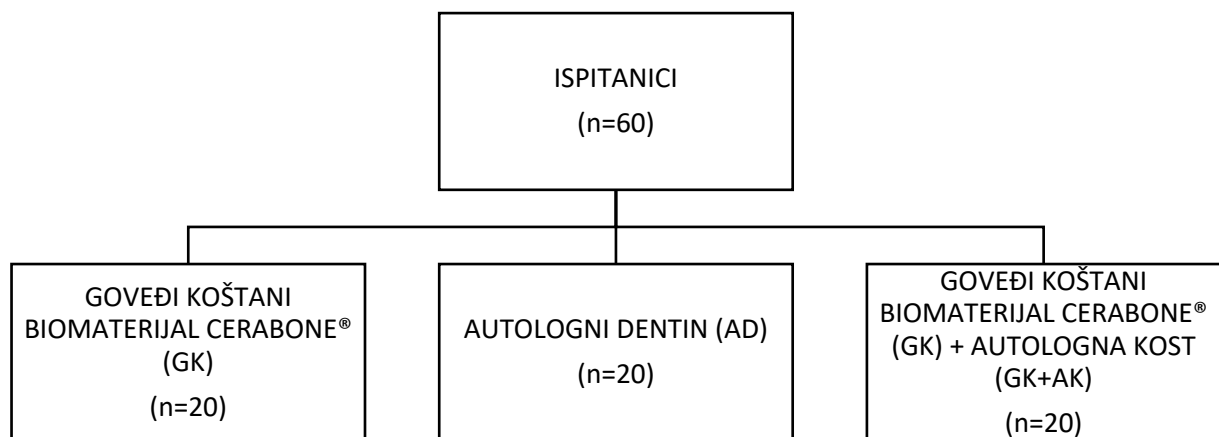 ISPITANICI
(n=60)
GOVEĐI KOŠTANI
BIOMATERIJAL CERABONE®
(GK)
(n=20)
AUTOLOGNI DENTIN (AD)
(n=20)
GOVEĐI KOŠTANI
BIOMATERIJAL CERABONE®
(GK) + AUTOLOGNA KOST
(GK+AK)
(n=20)